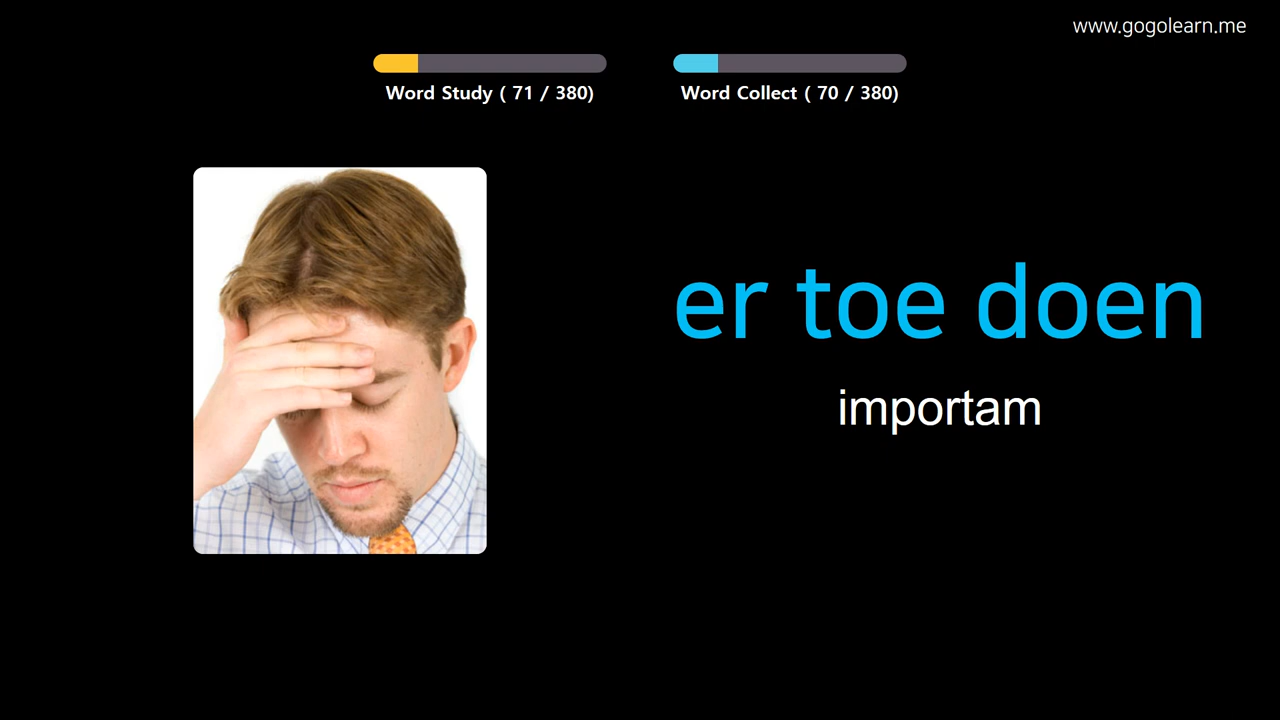 www.gogolearn.me
Word Study ( 71 / 380)
Word Collect ( 70 / 380)
er toe doen
importam